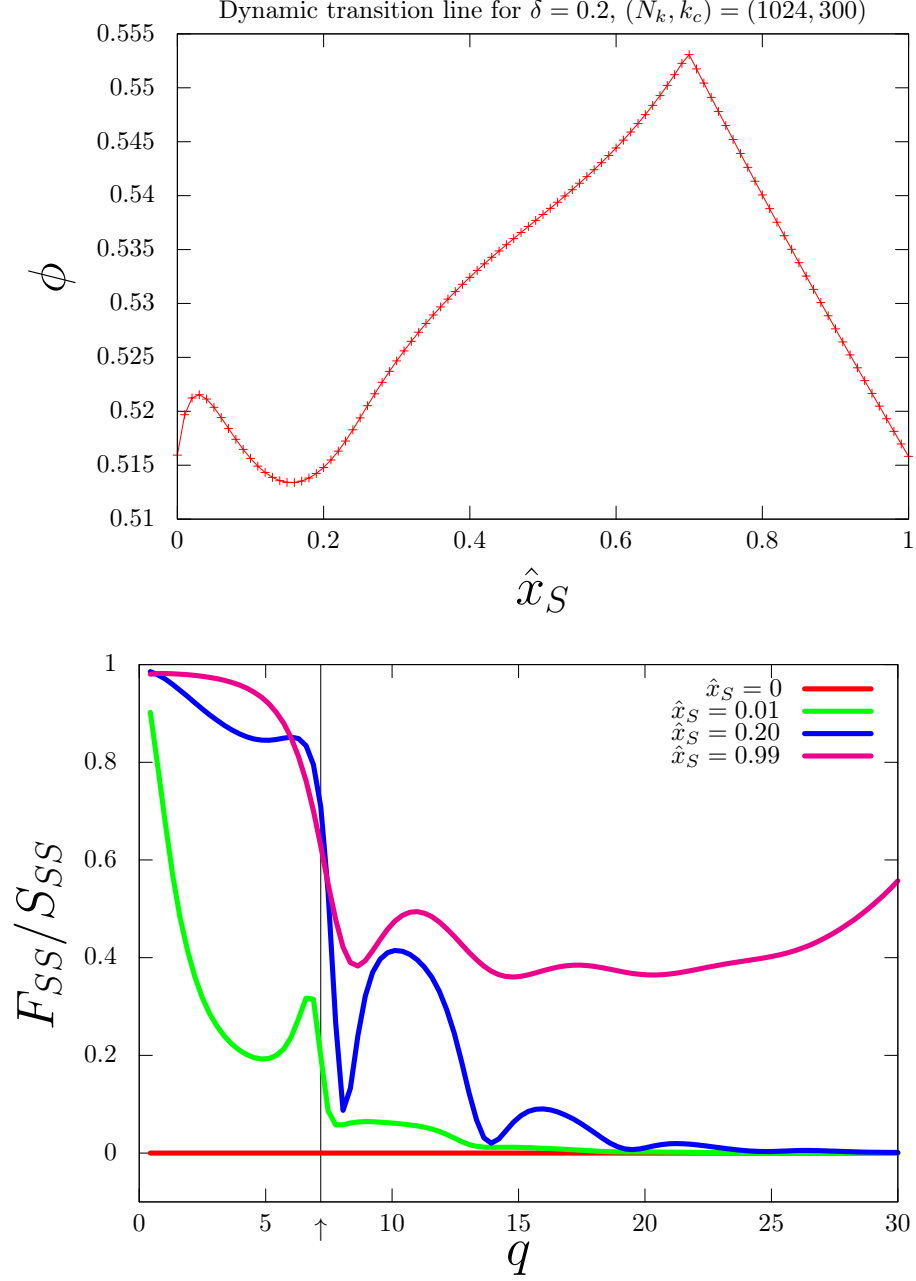 Dynamic transition line for δ = 0.2, (N_k, k_c) = (1024, 300)
0.555
0.55
0.545
0.54
0.535
0.53
0.525
0.52
0.515
0.51
ϕ
0 0.2 0.4 0.6 0.8 1
x̂_S
1
0.8
0.6
0.4
0.2
0
F_SS/S_SS
x̂_S = 0
x̂_S = 0.01
x̂_S = 0.20
x̂_S = 0.99
0 5 ↑ 10 15 20 25 30
q